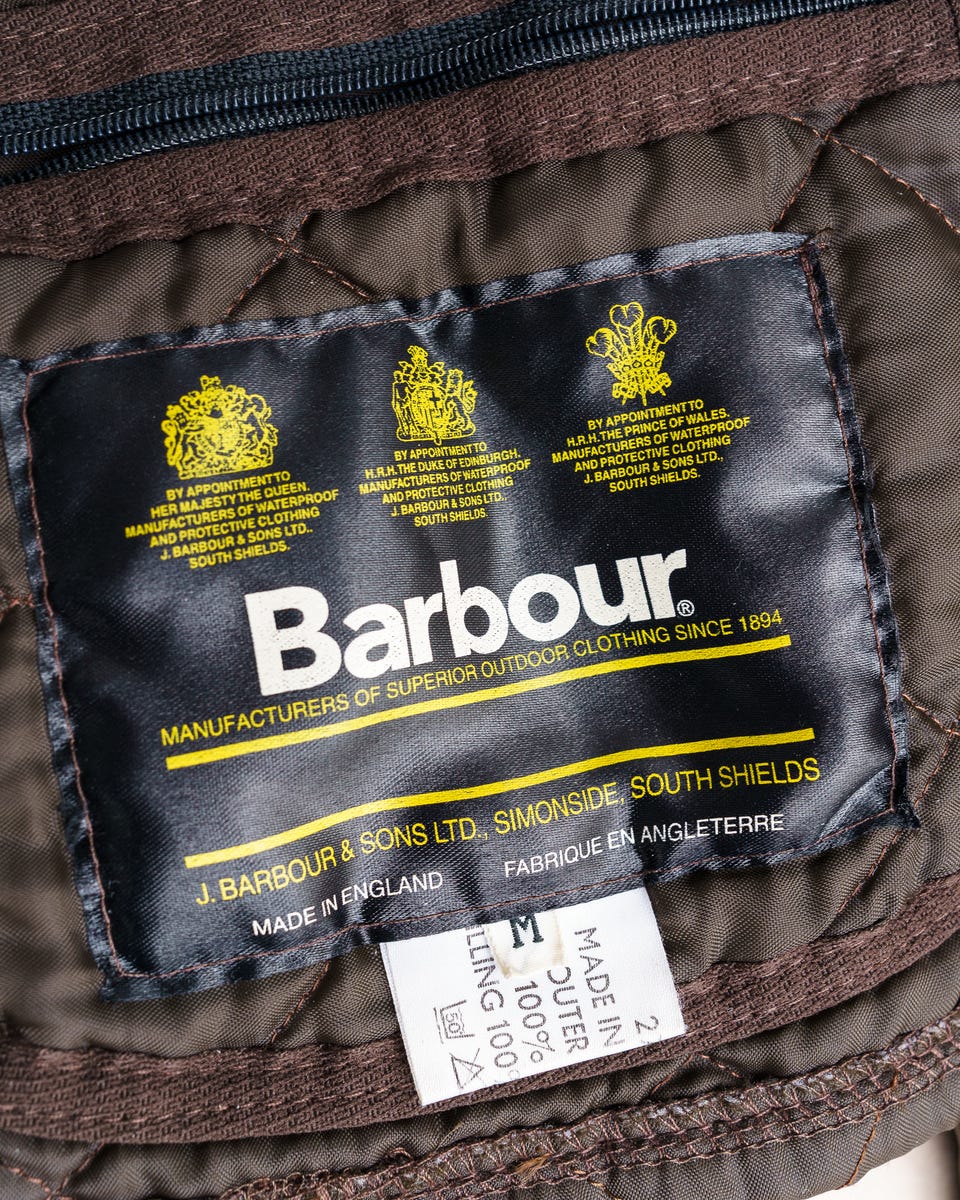 BY APPOINTMENT TO
HER MAJESTY THE QUEEN.
MANUFACTURERS OF WATERPROOF
AND PROTECTIVE CLOTHING
J. BARBOUR & SONS LTD..
SOUTH SHIELDS.
BY APPOINTMENT TO
H.R.H. THE DUKE OF EDINBURGH.
MANUFACTURERS OF WATERPROOF
AND PROTECTIVE CLOTHING
J. BARBOUR & SONS LTD..
SOUTH SHIELDS.
BY APPOINTMENT TO
H.R.H. THE PRINCE OF WALES.
MANUFACTURERS OF WATERPROOF
AND PROTECTIVE CLOTHING
J. BARBOUR & SONS LTD.,
SOUTH SHIELDS.
Barbour®
MANUFACTURERS OF SUPERIOR OUTDOOR CLOTHING SINCE 1894
J. BARBOUR & SONS LTD., SIMONSIDE, SOUTH SHIELDS
MADE IN ENGLAND FABRIQUE EN ANGLETERRE
M
MADE IN
OUTER
100%
LLING 100
50